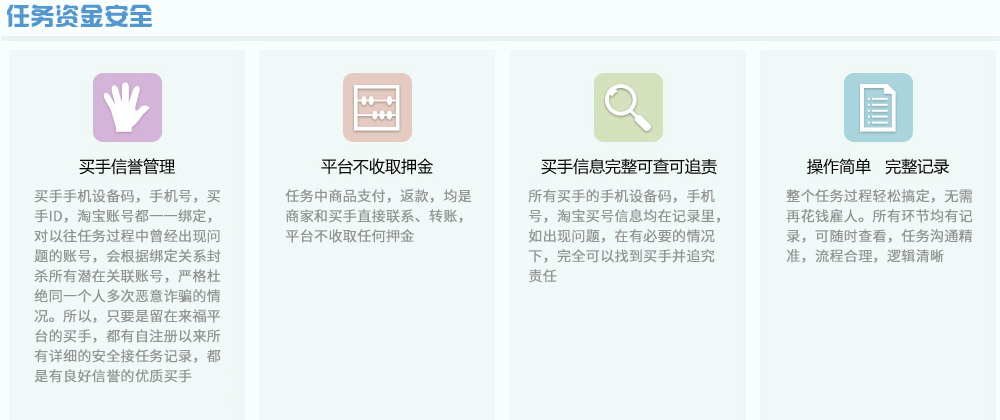 任务资金安全
买手信誉管理
买手手机设备码，手机号，买
手ID，淘宝账号都一一绑定，
对以往任务过程中曾经出现问
题的账号，会根据绑定关系封
杀所有潜在关联账号，严格杜
绝同一个人多次恶意诈骗的情
况。所以，只要是留在来福平
台的买手，都有自注册以来所
有详细的安全接任务记录，都
是有良好信誉的优质买手
平台不收取押金
任务中商品支付，返款，均是
商家和买手直接联系、转账，
平台不收取任何押金
买手信息完整可查可追责
所有买手的手机设备码，手机
号，淘宝买号信息均在记录里，
如出现问题，在有必要的情况
下，完全可以找到买手并追究
责任
操作简单　完整记录
整个任务过程轻松搞定，无需
再花钱雇人。所有环节均有记
录，可随时查看，任务沟通精
准，流程合理，逻辑清晰